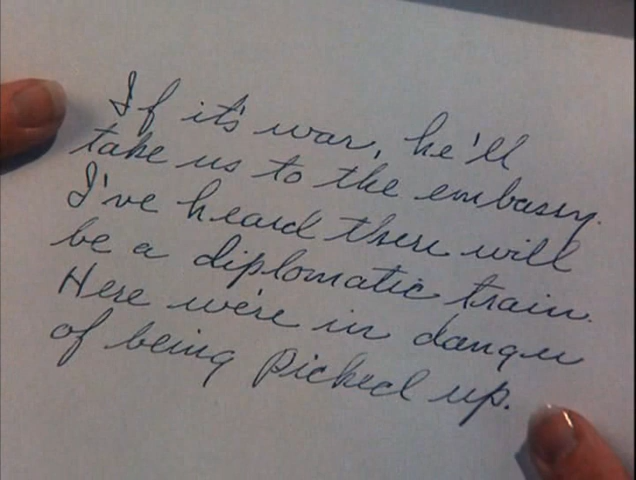 If it's war, he'll
take us to the embassy.
I've heard there will
be a diplomatic train.
Here we're in danger
of being picked up.